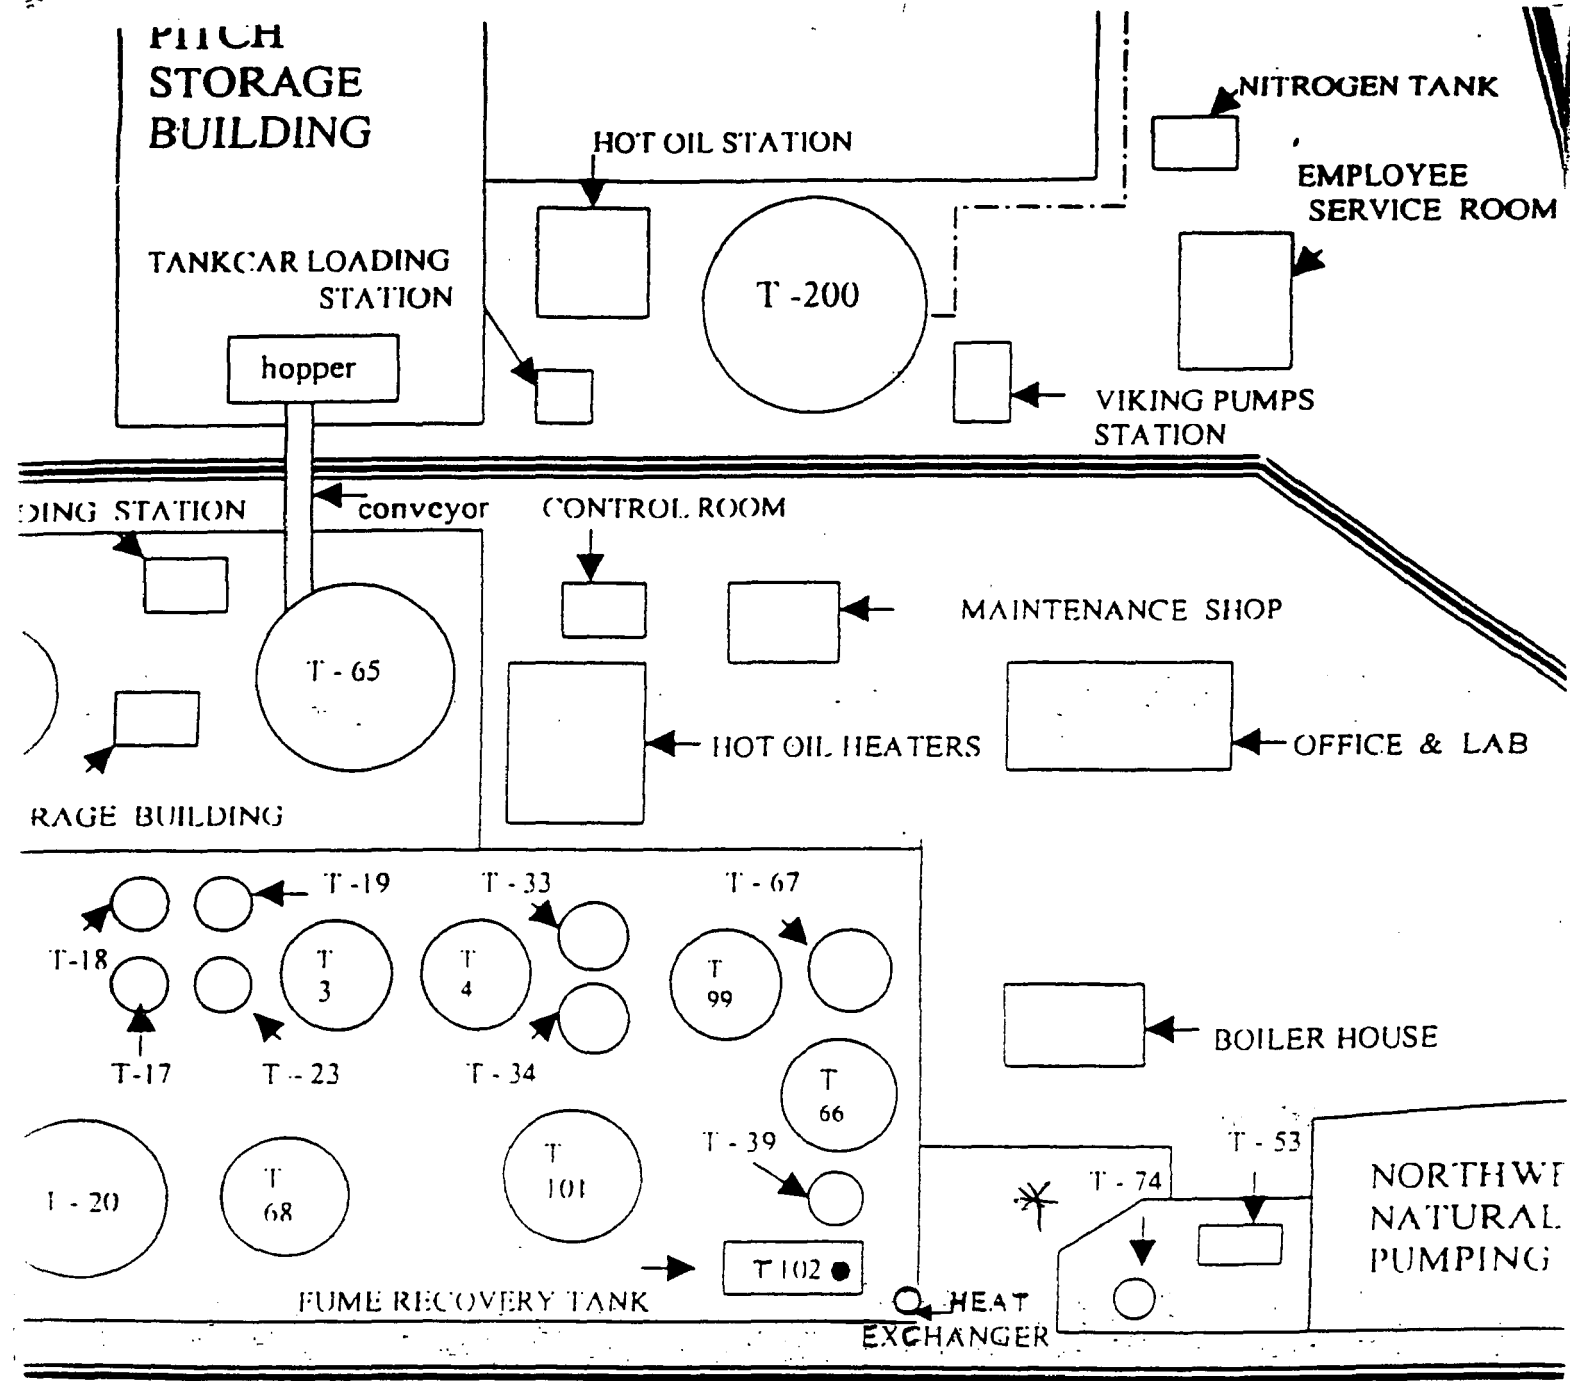 PITCH
STORAGE
BUILDING
NITROGEN TANK
HOT OIL STATION
EMPLOYEE
SERVICE ROOM
TANKCAR LOADING
STATION
T -200
hopper
VIKING PUMPS
STATION
DING STATION
conveyor
CONTROL ROOM
MAINTENANCE SHOP
T - 65
HOT OIL HEATERS
OFFICE & LAB
RAGE BUILDING
T -19
T - 33
T - 67
T-18
T
3
T
4
T
99
T-17
T - 23
T - 34
BOILER HOUSE
T
66
T - 39
T - 53
T
101
T - 74
T - 20
T
68
NORTHWE
NATURAL
PUMPING
T 102
FUME RECOVERY TANK
HEAT
EXCHANGER